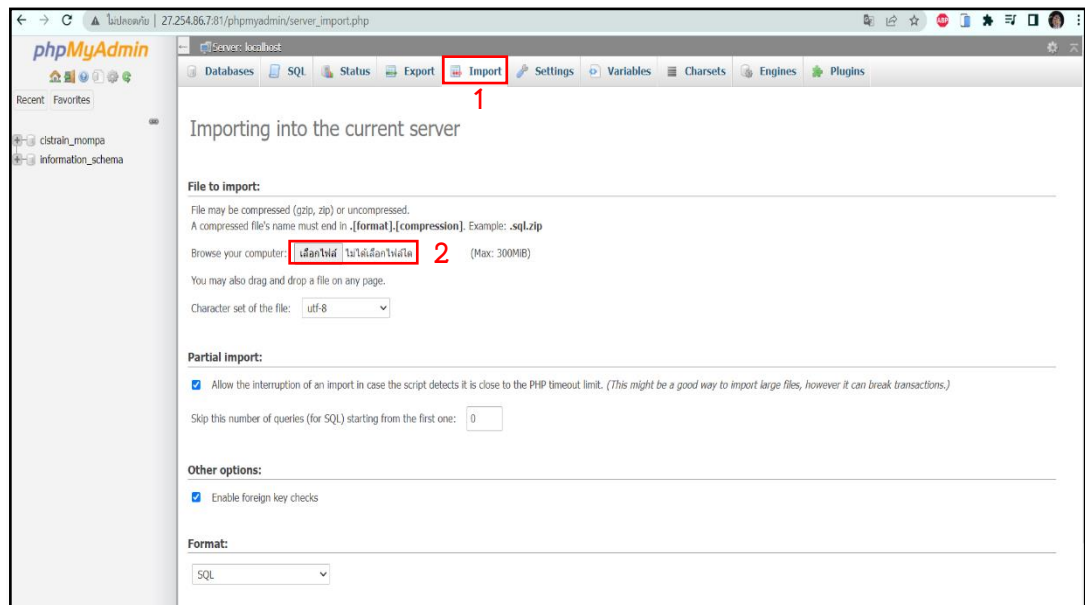 ไม่ปลอดภัย | 27.254.86.7:81/phpmyadmin/server_import.php
phpMyAdmin
Recent Favorites
cistrain_mompa
information_schema
Server: localhost
Databases SQL Status Export Import Settings Variables Charsets Engines Plugins
1
Importing into the current server
File to import:
File may be compressed (gzip, zip) or uncompressed.
A compressed file's name must end in .[format].[compression]. Example: .sql.zip
Browse your computer: เลือกไฟล์ ไม่ได้เลือกไฟล์ใด 2 (Max: 300MiB)
You may also drag and drop a file on any page.
Character set of the file: utf-8
Partial import:
Allow the interruption of an import in case the script detects it is close to the PHP timeout limit. (This might be a good way to import large files, however it can break transactions.)
Skip this number of queries (for SQL) starting from the first one: 0
Other options:
Enable foreign key checks
Format:
SQL